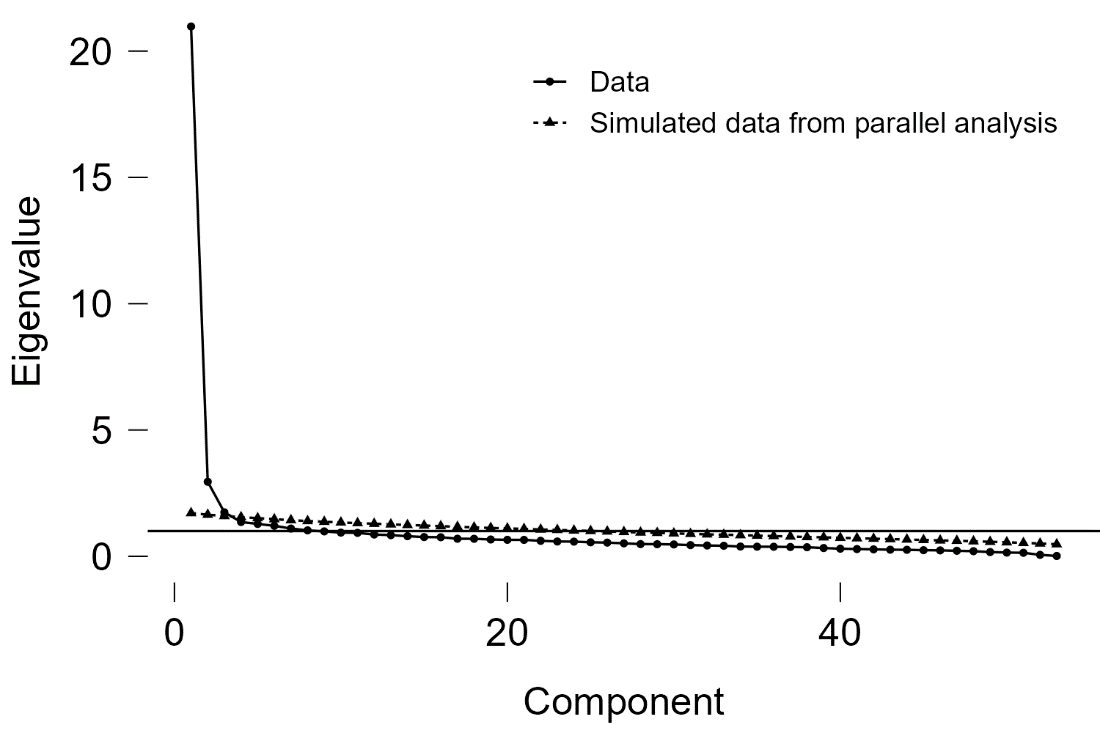 20
15
10
5
0
Eigenvalue
Data
Simulated data from parallel analysis
0 20 40
Component